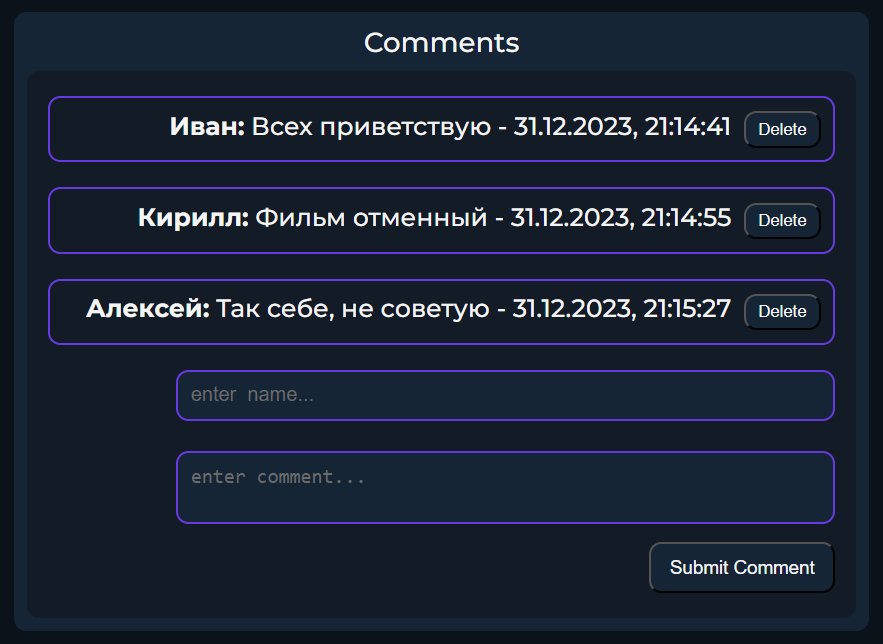 Comments
Иван: Всех приветствую - 31.12.2023, 21:14:41 Delete
Кирилл: Фильм отменный - 31.12.2023, 21:14:55 Delete
Алексей: Так себе, не советую - 31.12.2023, 21:15:27 Delete
enter name...
enter comment...
Submit Comment